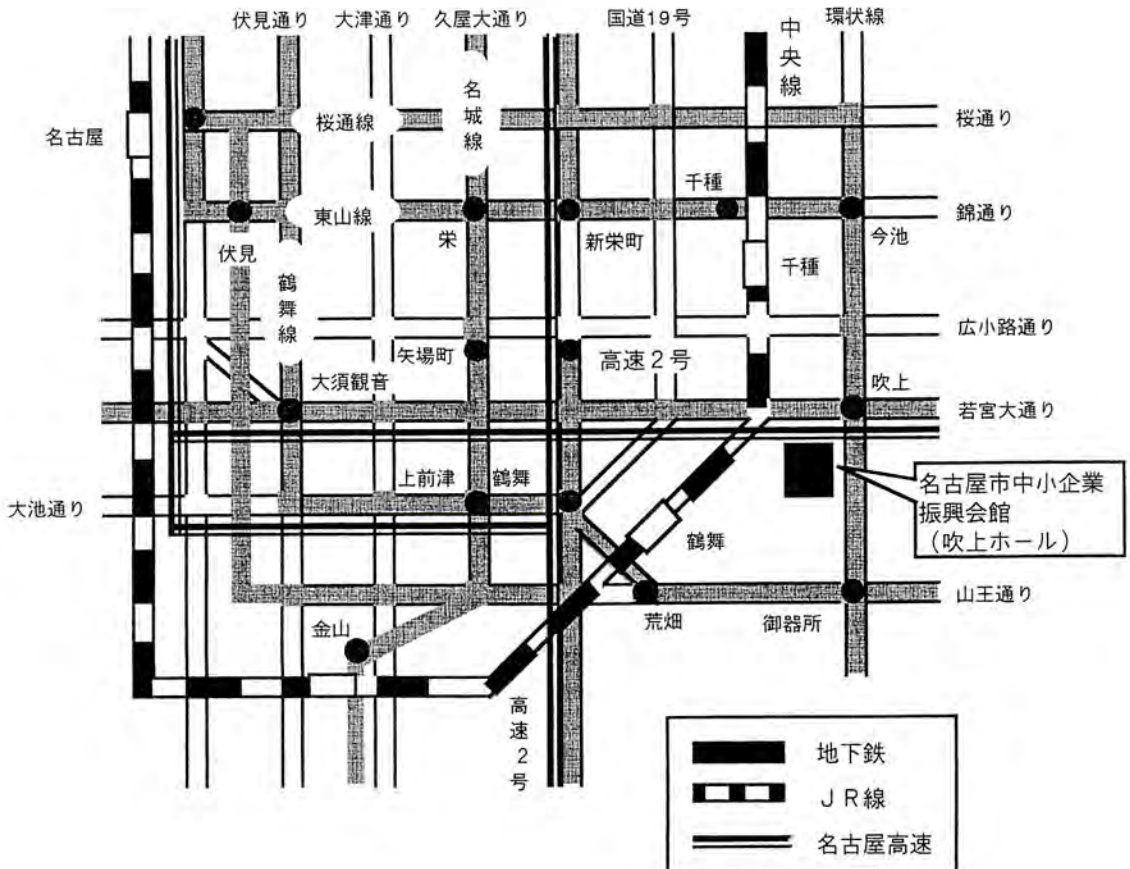 伏見通り
大津通り
久屋大通り
国道19号
環状線
中央線
名城線
名古屋
桜通線
桜通り
千種
東山線
錦通り
伏見
栄
新栄町
今池
千種
鶴舞線
広小路通り
矢場町
高速2号
大須観音
吹上
若宮大通り
上前津
鶴舞
大池通り
名古屋市中小企業
振興会館
（吹上ホール）
鶴舞
山王通り
荒畑
御器所
金山
高速2号
地下鉄
ＪＲ線
名古屋高速